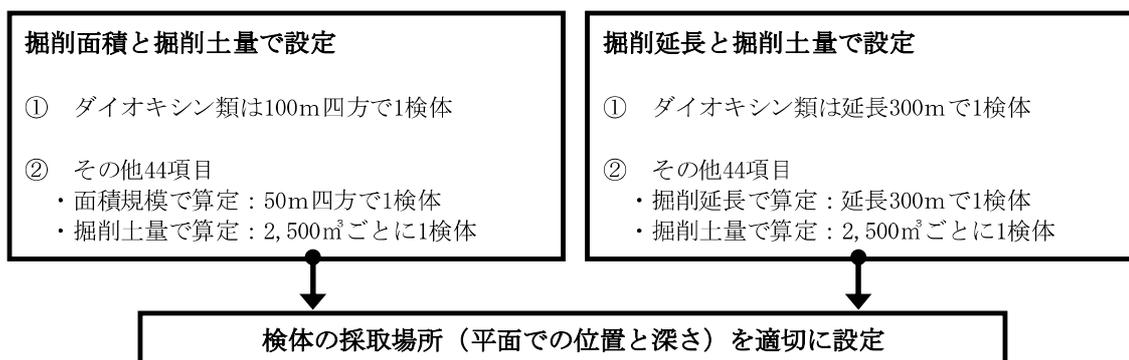 掘削面積と掘削土量で設定
① ダイオキシン類は100m四方で1検体
② その他44項目
・面積規模で算定：50m四方で1検体
・掘削土量で算定：2,500㎥ごとに1検体
掘削延長と掘削土量で設定
① ダイオキシン類は延長300mで1検体
② その他44項目
・掘削延長で算定：延長300mで1検体
・掘削土量で算定：2,500㎥ごとに1検体
検体の採取場所（平面での位置と深さ）を適切に設定